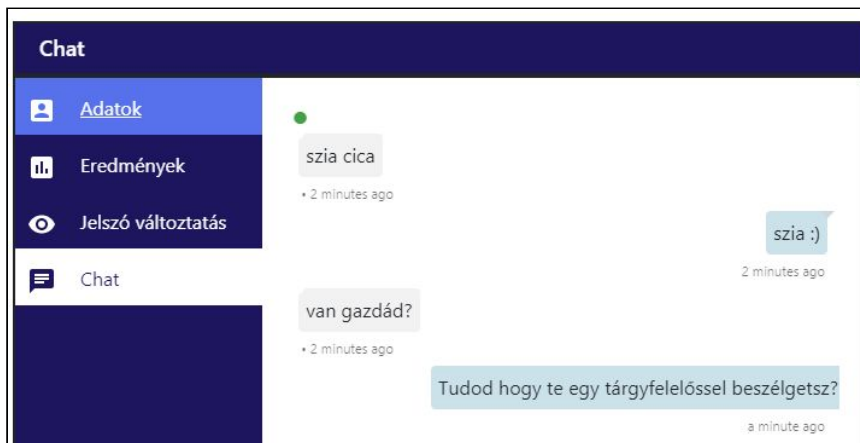 Chat
Adatok
Eredmények
Jelszó változtatás
Chat
szia cica
• 2 minutes ago
szia :)
2 minutes ago
van gazdád?
• 2 minutes ago
Tudod hogy te egy tárgyfelelőssel beszélgetsz?
a minute ago